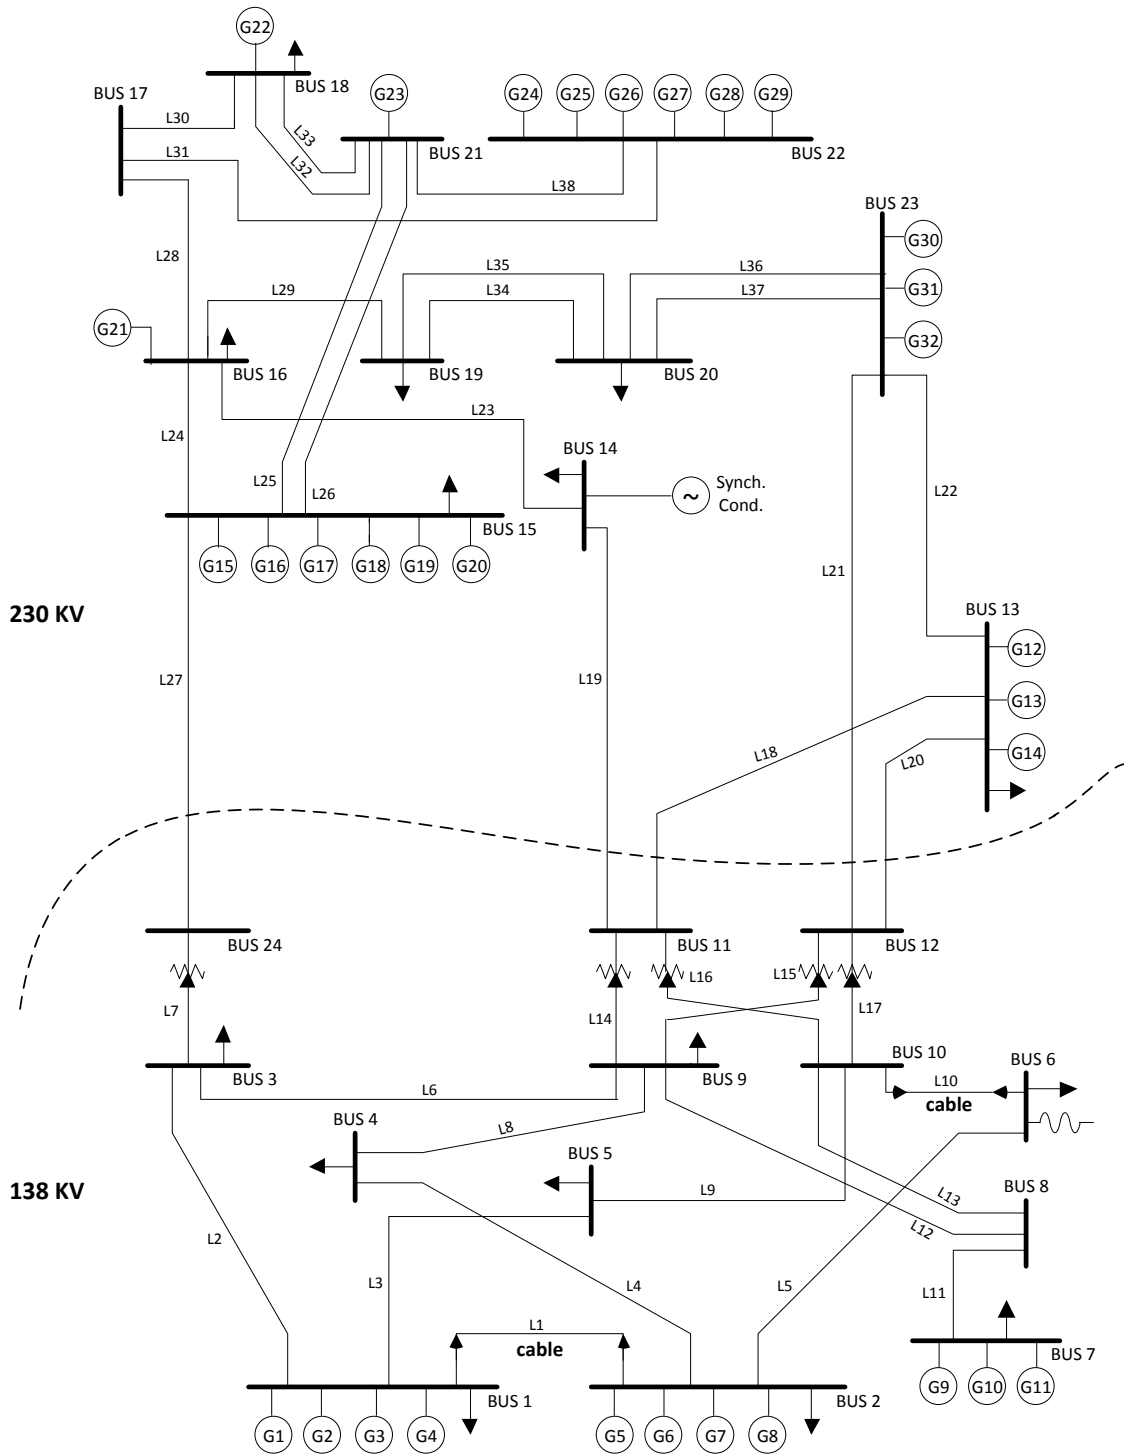 G22
BUS 18
BUS 17
G23
G24
G25
G26
G27
G28
G29
L30
L33
L31
L32
BUS 21
BUS 22
L38
BUS 23
G30
L28
L35
L36
L29
L34
L37
G31
G21
G32
BUS 16
BUS 19
BUS 20
L23
L24
BUS 14
L25
L26
Synch.
Cond.
~
L22
BUS 15
G15
G16
G17
G18
G19
G20
L21
230 KV
BUS 13
G12
L27
L19
G13
L18
L20
G14
BUS 24
BUS 11
BUS 12
L16
L15
L7
L14
L17
BUS 3
BUS 9
BUS 10
BUS 6
L6
L10
cable
BUS 4
L8
BUS 5
138 KV
L9
L13
BUS 8
L12
L2
L3
L4
L5
L11
L1
cable
BUS 7
G9
G10
G11
BUS 1
BUS 2
G1
G2
G3
G4
G5
G6
G7
G8